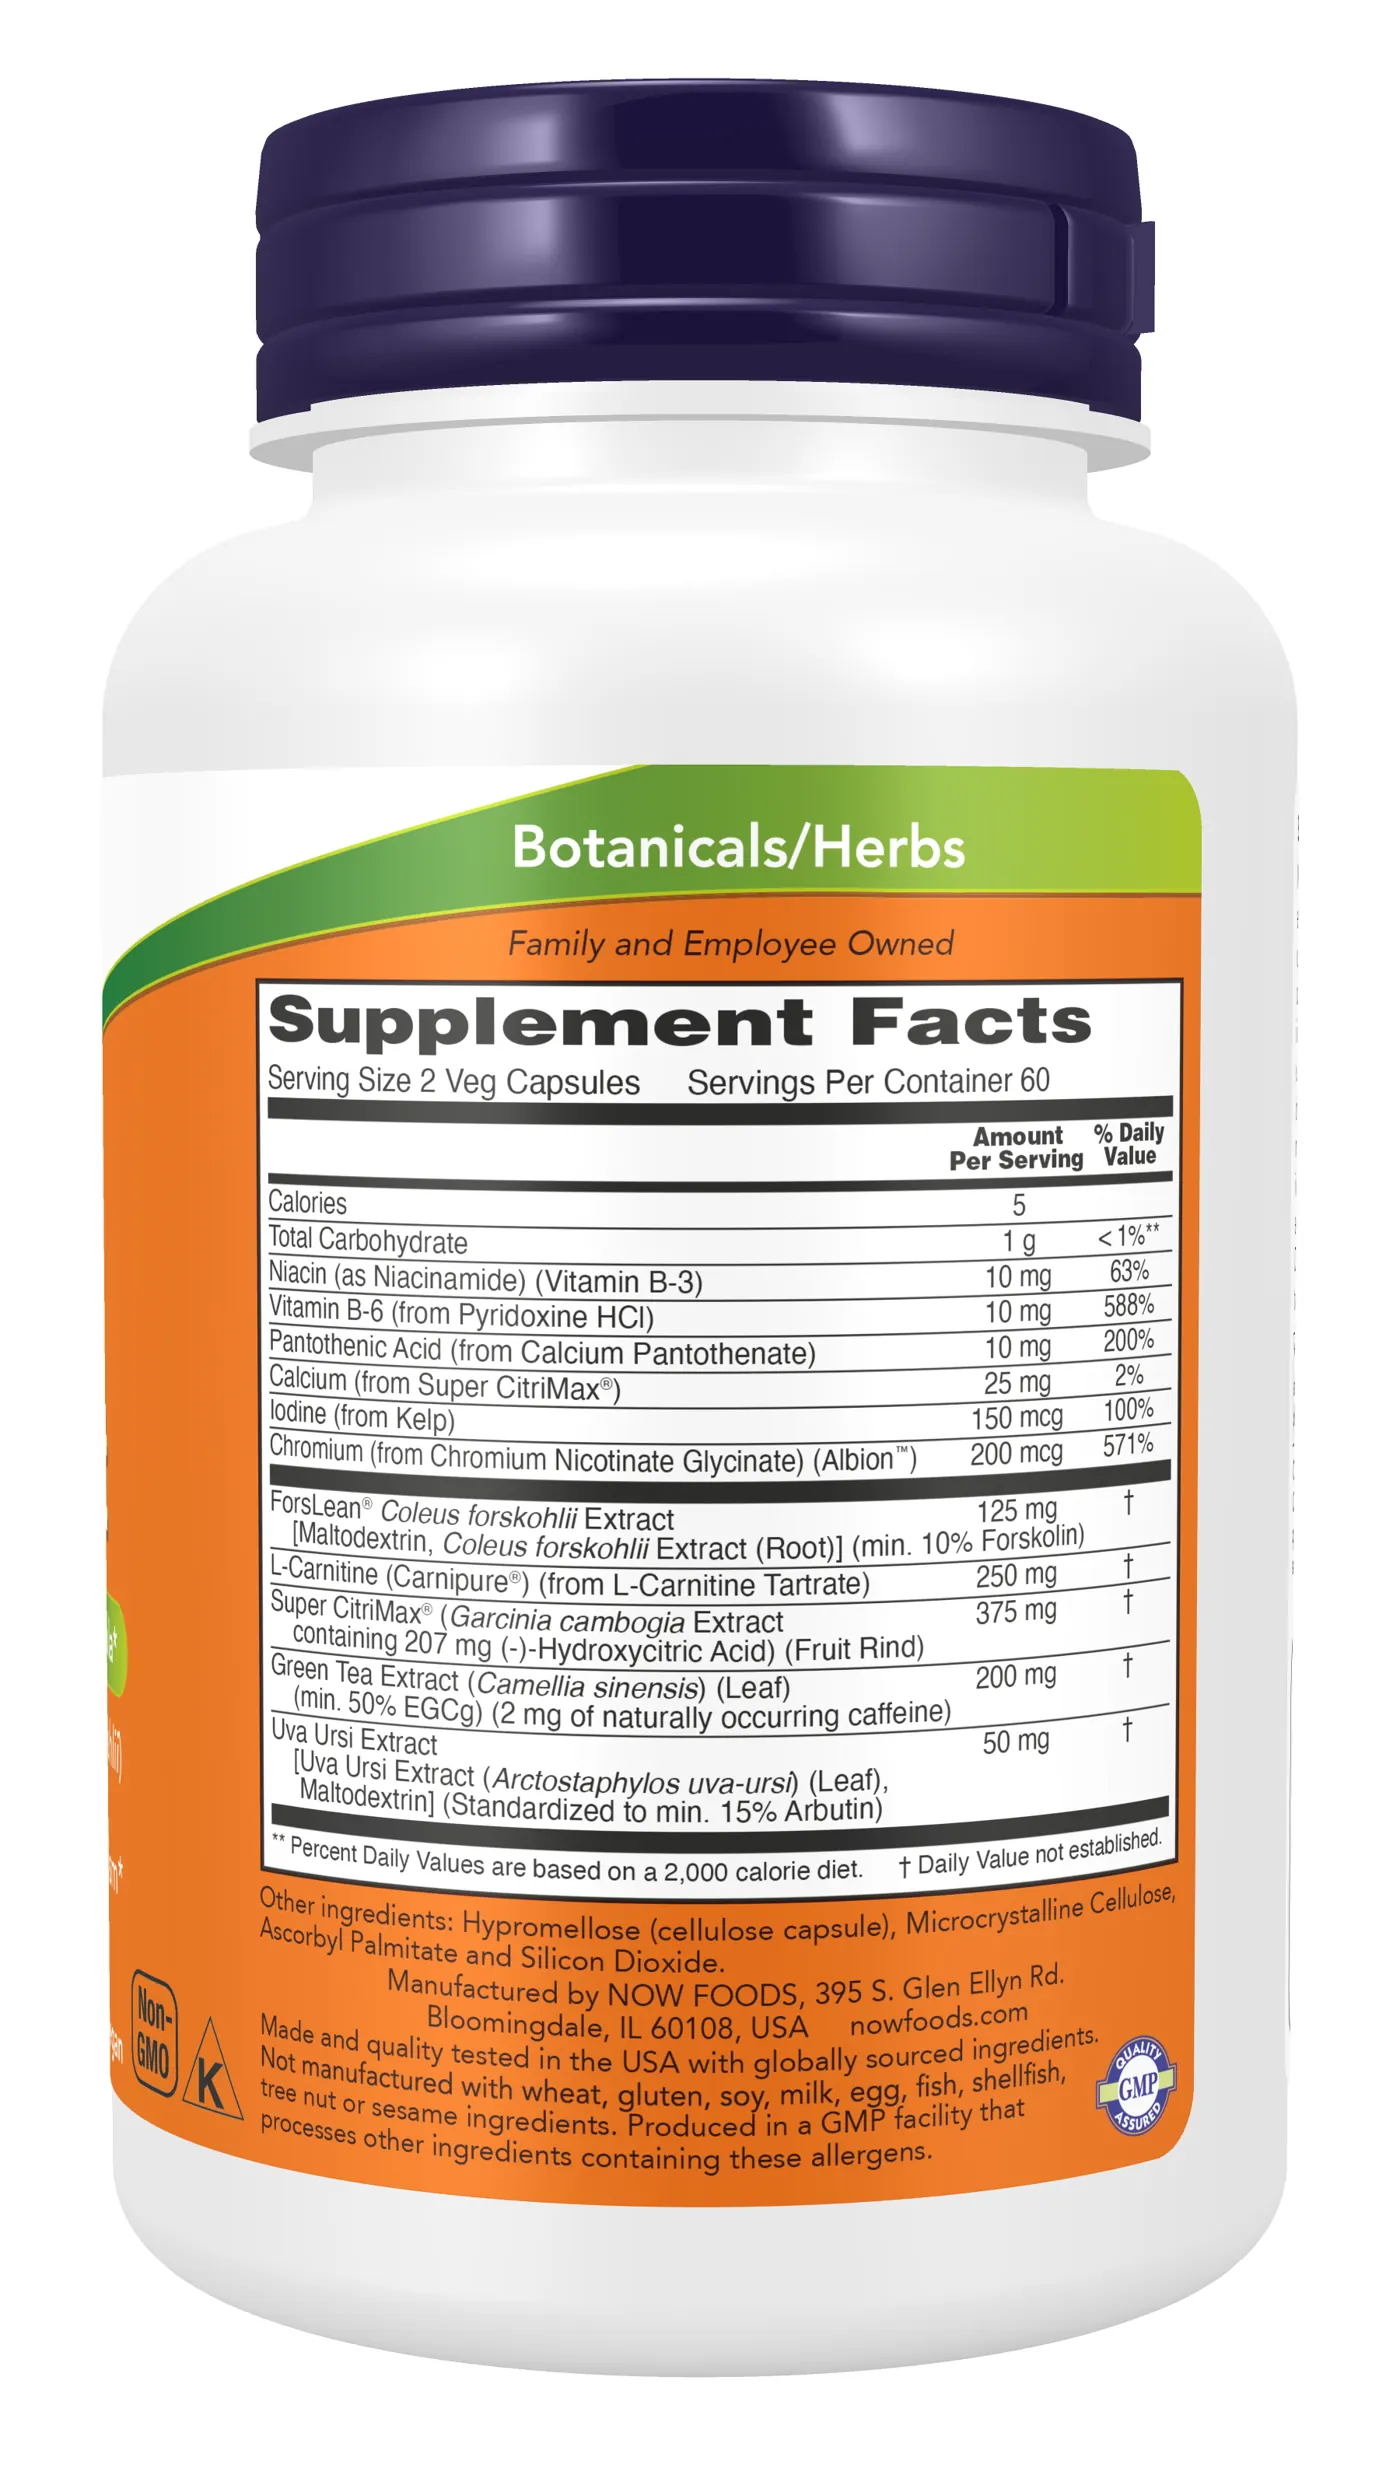 Botanicals/Herbs
Family and Employee Owned
Supplement Facts
Serving Size 2 Veg Capsules Servings Per Container 60
Amount Per Serving % Daily Value
Calories 5
Total Carbohydrate 1 g < 1%**
Niacin (as Niacinamide) (Vitamin B-3) 10 mg 63%
Vitamin B-6 (from Pyridoxine HCl) 10 mg 588%
Pantothenic Acid (from Calcium Pantothenate) 10 mg 200%
Calcium (from Super CitriMax®) 25 mg 2%
Iodine (from Kelp) 150 mcg 100%
Chromium (from Chromium Nicotinate Glycinate) (Albion™) 200 mcg 571%
ForsLean® Coleus forskohlii Extract 125 mg †
[Maltodextrin, Coleus forskohlii Extract (Root)] (min. 10% Forskolin)
L-Carnitine (Carnipure®) (from L-Carnitine Tartrate) 250 mg †
Super CitriMax® (Garcinia cambogia Extract 375 mg †
containing 207 mg (-)-Hydroxycitric Acid) (Fruit Rind)
Green Tea Extract (Camellia sinensis) (Leaf) 200 mg †
(min. 50% EGCg) (2 mg of naturally occurring caffeine)
Uva Ursi Extract 50 mg †
[Uva Ursi Extract (Arctostaphylos uva-ursi) (Leaf),
Maltodextrin] (Standardized to min. 15% Arbutin)
** Percent Daily Values are based on a 2,000 calorie diet. † Daily Value not established.
Other ingredients: Hypromellose (cellulose capsule), Microcrystalline Cellulose,
Ascorbyl Palmitate and Silicon Dioxide.
Manufactured by NOW FOODS, 395 S. Glen Ellyn Rd.
Bloomingdale, IL 60108, USA nowfoods.com
Made and quality tested in the USA with globally sourced ingredients.
Not manufactured with wheat, gluten, soy, milk, egg, fish, shellfish,
tree nut or sesame ingredients. Produced in a GMP facility that
processes other ingredients containing these allergens.
Non-
GMO
K
QUALITY
GMP
ASSURED